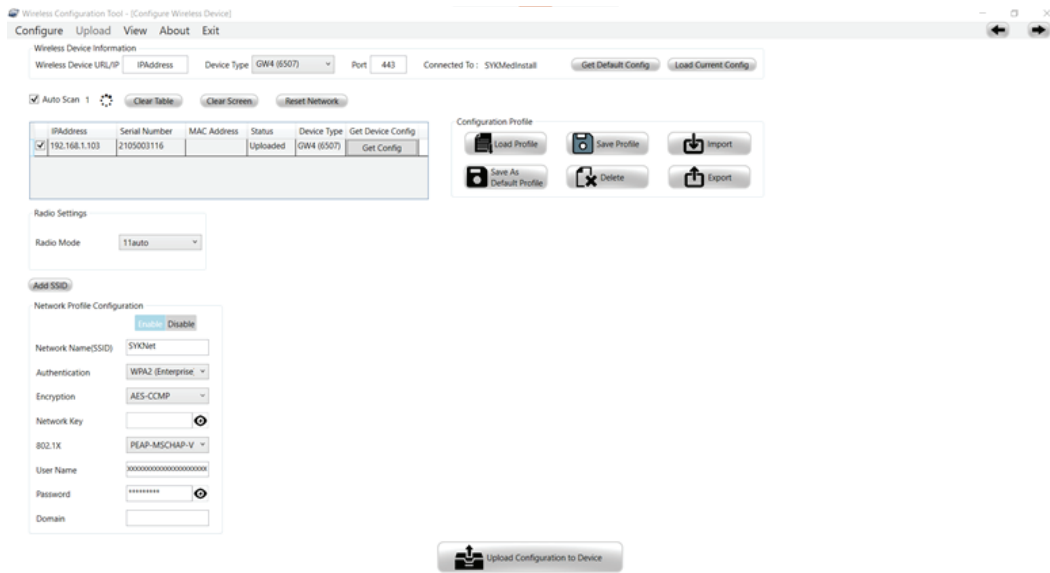 Wireless Configuration Tool - [Configure Wireless Device]
Configure Upload View About Exit
Wireless Device Information
Wireless Device URL/IP IPAddress Device Type GW4 (6507) Port 443 Connected To : SYKMedInstall Get Default Config Load Current Config
Auto Scan 1 Clear Table Clear Screen Reset Network
IPAddress Serial Number MAC Address Status Device Type Get Device Config
192.168.1.103 2105003116 Uploaded GW4 (6507) Get Config
Configuration Profile
Load Profile Save Profile Import
Save As
Default Profile Delete Export
Radio Settings
Radio Mode 11auto
Add SSID
Network Profile Configuration
Enable Disable
Network Name(SSID) SYKNet
Authentication WPA2 (Enterprise
Encryption AES-CCMP
Network Key
802.1X PEAP-MSCHAP-V
User Name
Password *********
Domain
Upload Configuration to Device